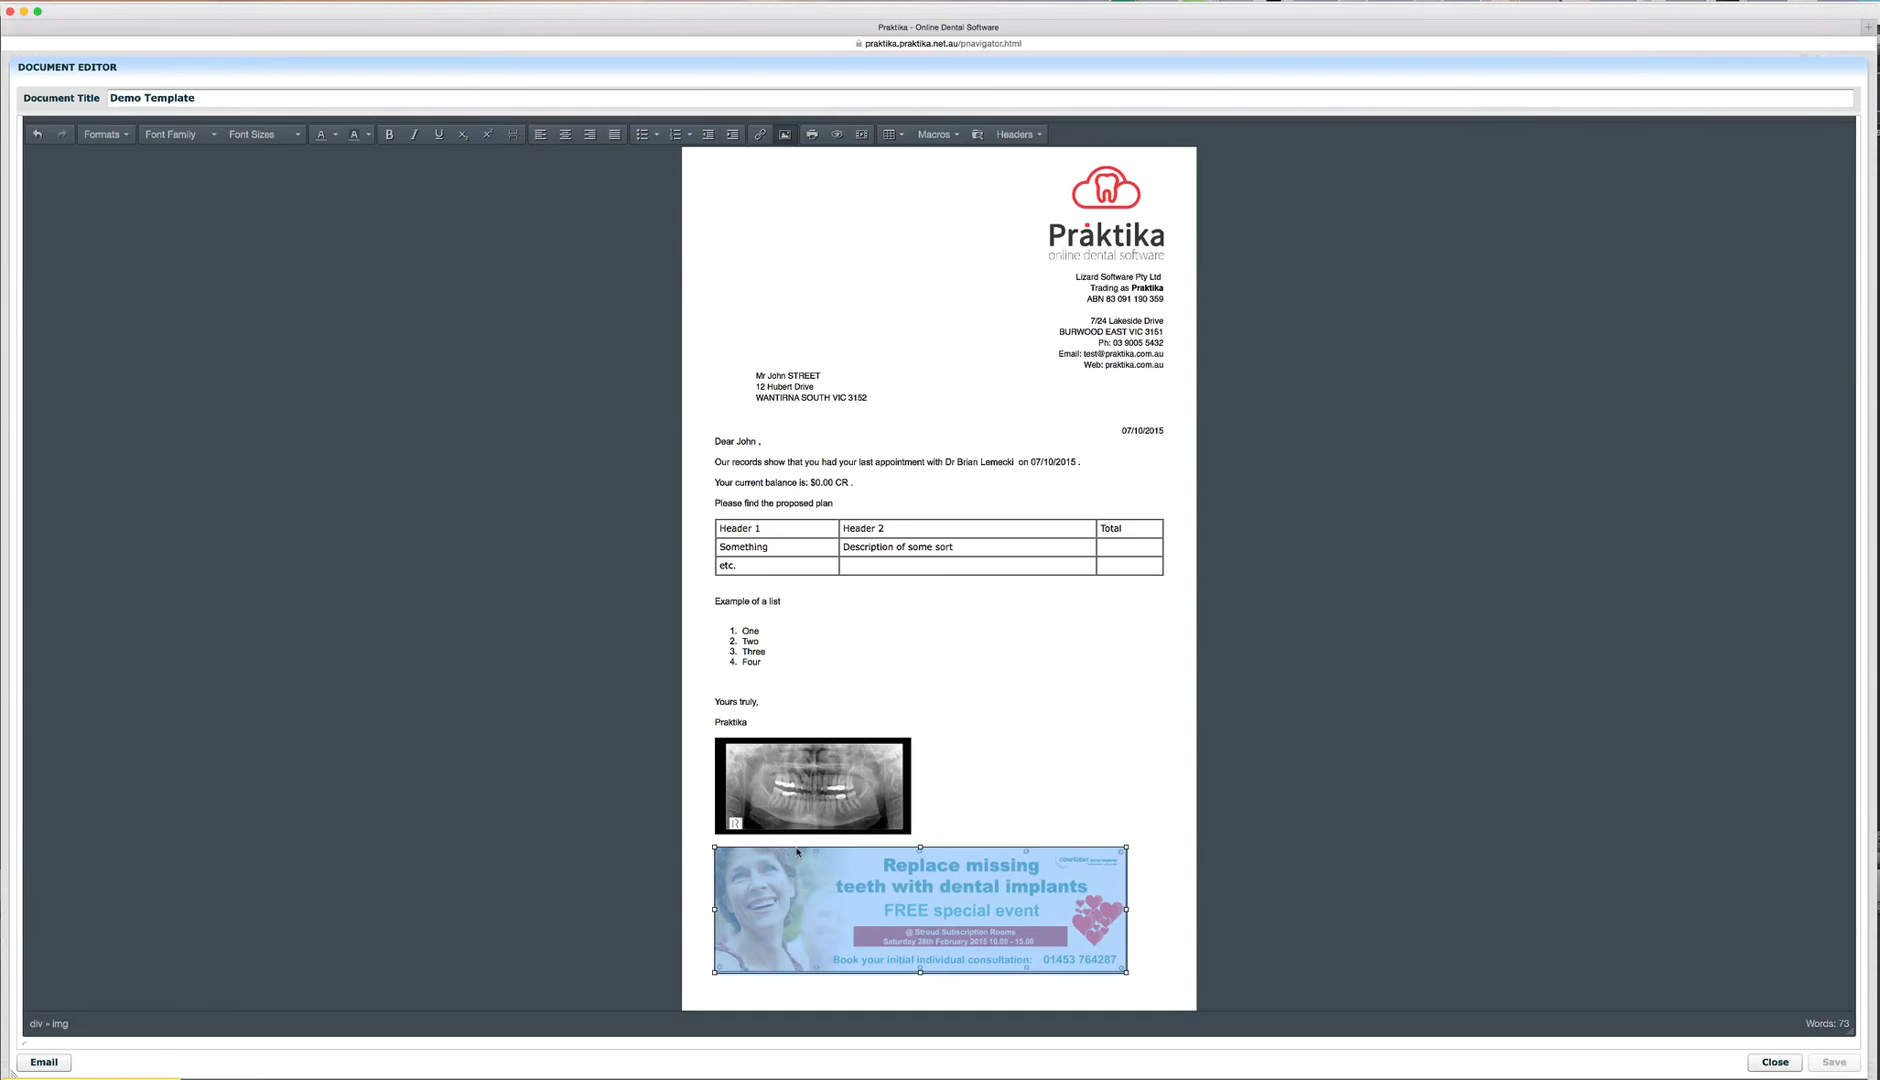 Praktika - Online Dental Software
praktika.praktika.net.au/pnavigator.html
DOCUMENT EDITOR
Document Title Demo Template
Formats Font Family Font Sizes A A B I U Macros Headers
Praktika
online dental software
Lizard Software Pty Ltd
Trading as Praktika
ABN 83 091 190 359
7/24 Lakeside Drive
BURWOOD EAST VIC 3151
Ph: 03 9005 5432
Email: test@praktika.com.au
Web: praktika.com.au
Mr John STREET
12 Hubert Drive
WANTIRNA SOUTH VIC 3152
07/10/2015
Dear John ,
Our records show that you had your last appointment with Dr Brian Lemecki on 07/10/2015 .
Your current balance is: $0.00 CR .
Please find the proposed plan
Header 1 Header 2 Total
Something Description of some sort
etc.
Example of a list
1. One
2. Two
3. Three
4. Four
Yours truly,
Praktika
R
Replace missing
teeth with dental implants
FREE special event
@ Stroud Subscription Rooms
Saturday 28th February 2015 10.00 - 15.00
Book your initial individual consultation: 01453 764287
div » img
Words: 73
Email
Close Save